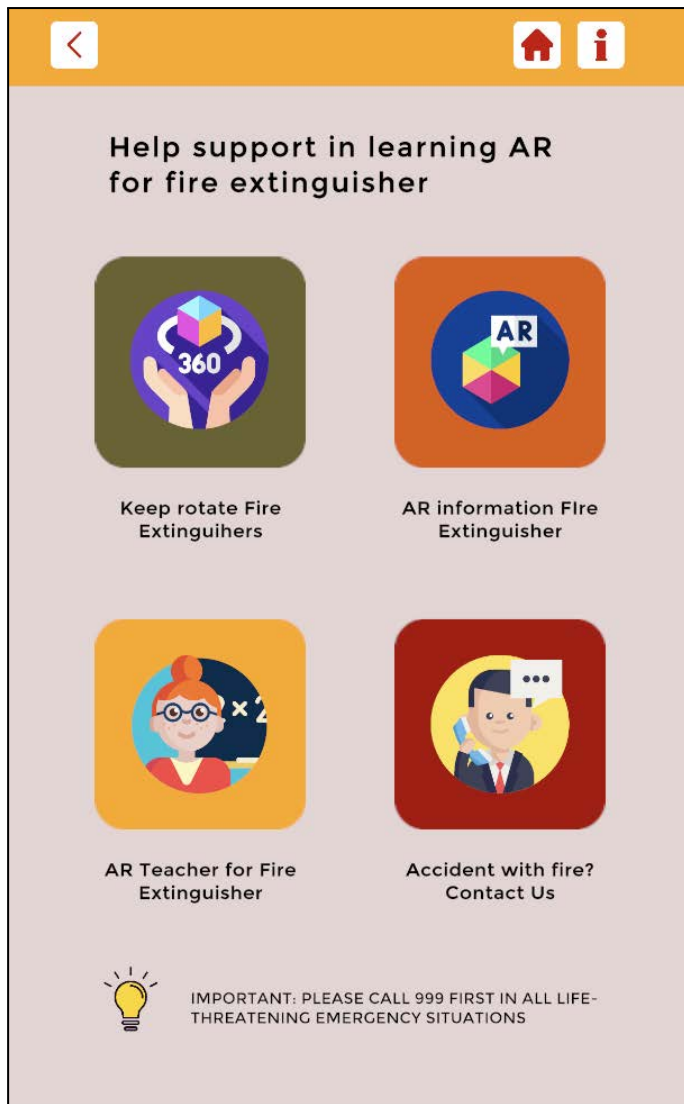 Help support in learning AR
for fire extinguisher
360
AR
Keep rotate Fire
Extinguihers
AR information FIre
Extinguisher
× 2
•••
AR Teacher for Fire
Extinguisher
Accident with fire?
Contact Us
IMPORTANT: PLEASE CALL 999 FIRST IN ALL LIFE-
THREATENING EMERGENCY SITUATIONS